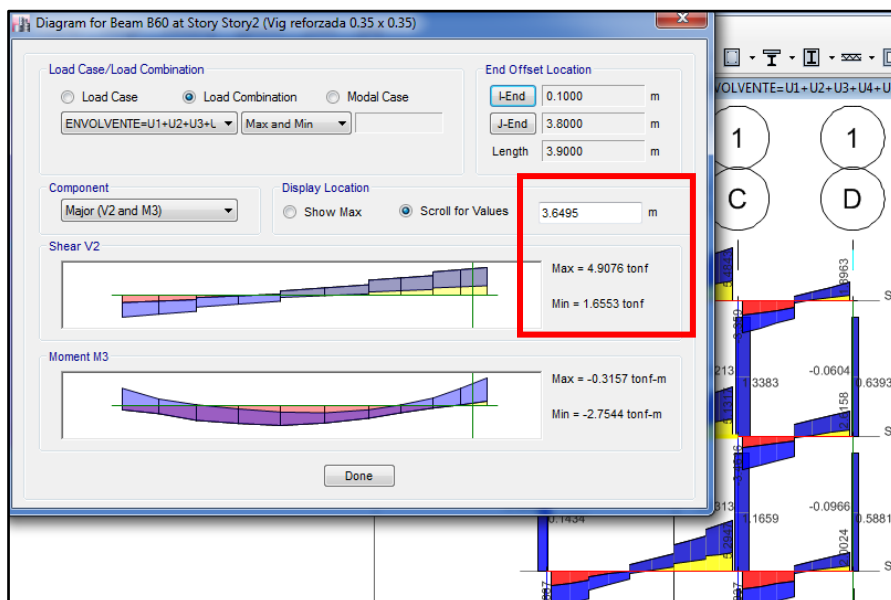 Diagram for Beam B60 at Story Story2 (Vig reforzada 0.35 x 0.35)
Load Case/Load Combination
Load Case
Load Combination
Modal Case
ENVOLVENTE=U1+U2+U3+L
Max and Min
End Offset Location
I-End 0.1000 m
J-End 3.8000 m
Length 3.9000 m
Component
Major (V2 and M3)
Display Location
Show Max
Scroll for Values
3.6495 m
Shear V2
Max = 4.9076 tonf
Min = 1.6553 tonf
Moment M3
Max = -0.3157 tonf-m
Min = -2.7544 tonf-m
Done
VOLVENTE=U1+U2+U3+U4+U
1 1
C D
S
213
1.3383
-0.0604
0.6393
S
313
0.1434
1.1659
-0.0966
0.5881
S